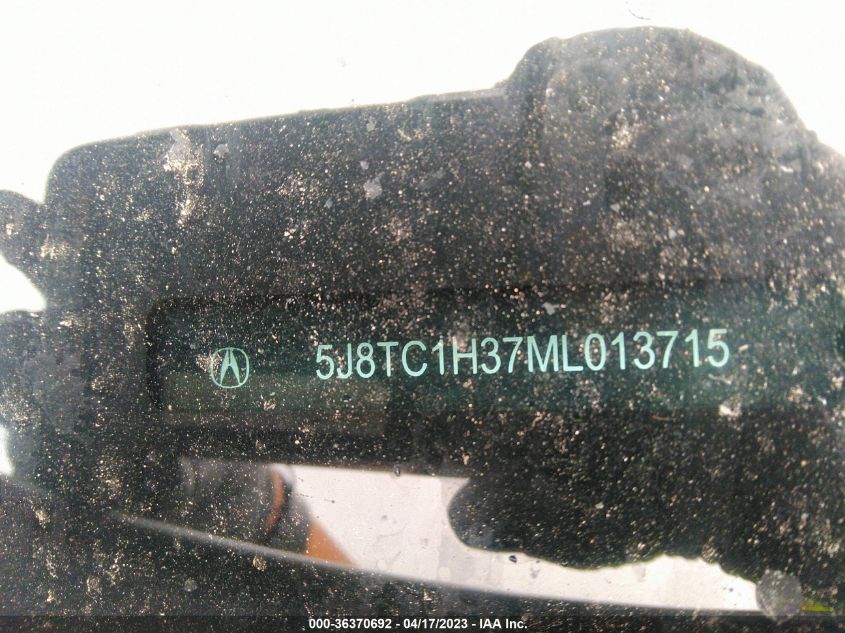 5J8TC1H37ML013715
000-36370692 - 04/17/2023 - IAA Inc.